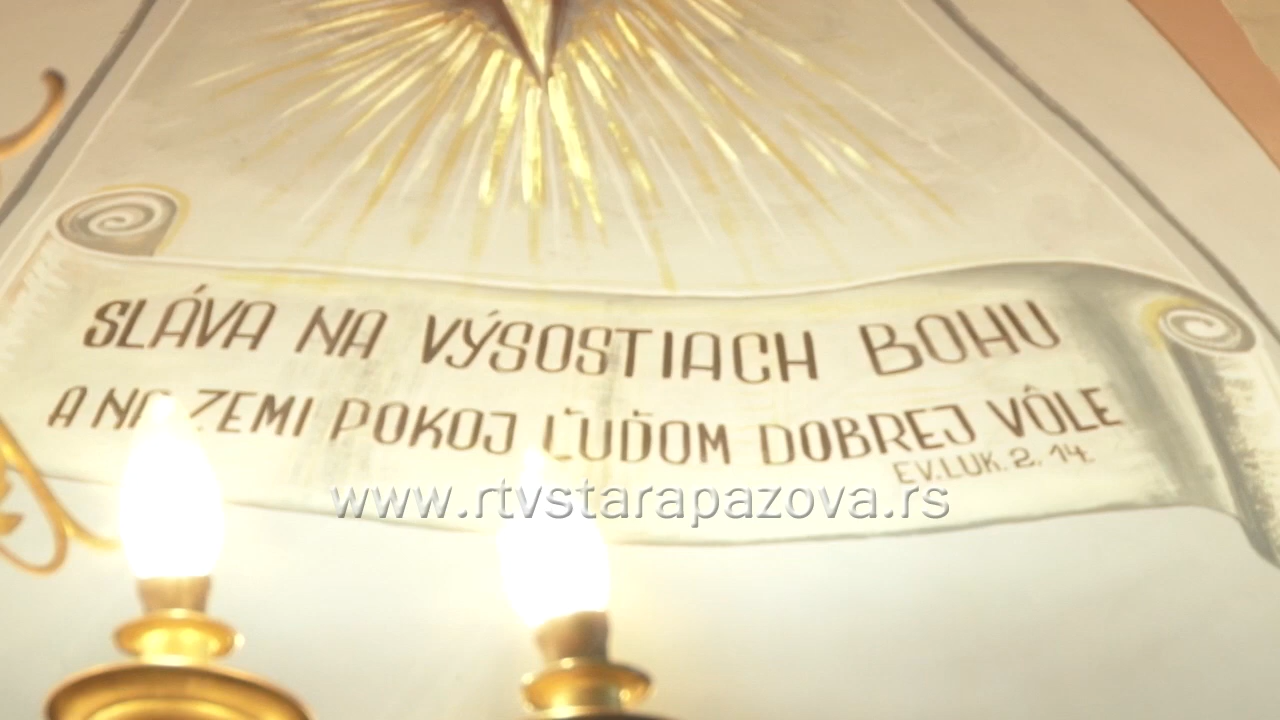 SLÁVA NA VÝSOSTIACH BOHU
A NA ZEMI POKOJ ĽUĎOM DOBREJ VÔLE
EV. LUK. 2. 14.
www.rtvstarapazova.rs